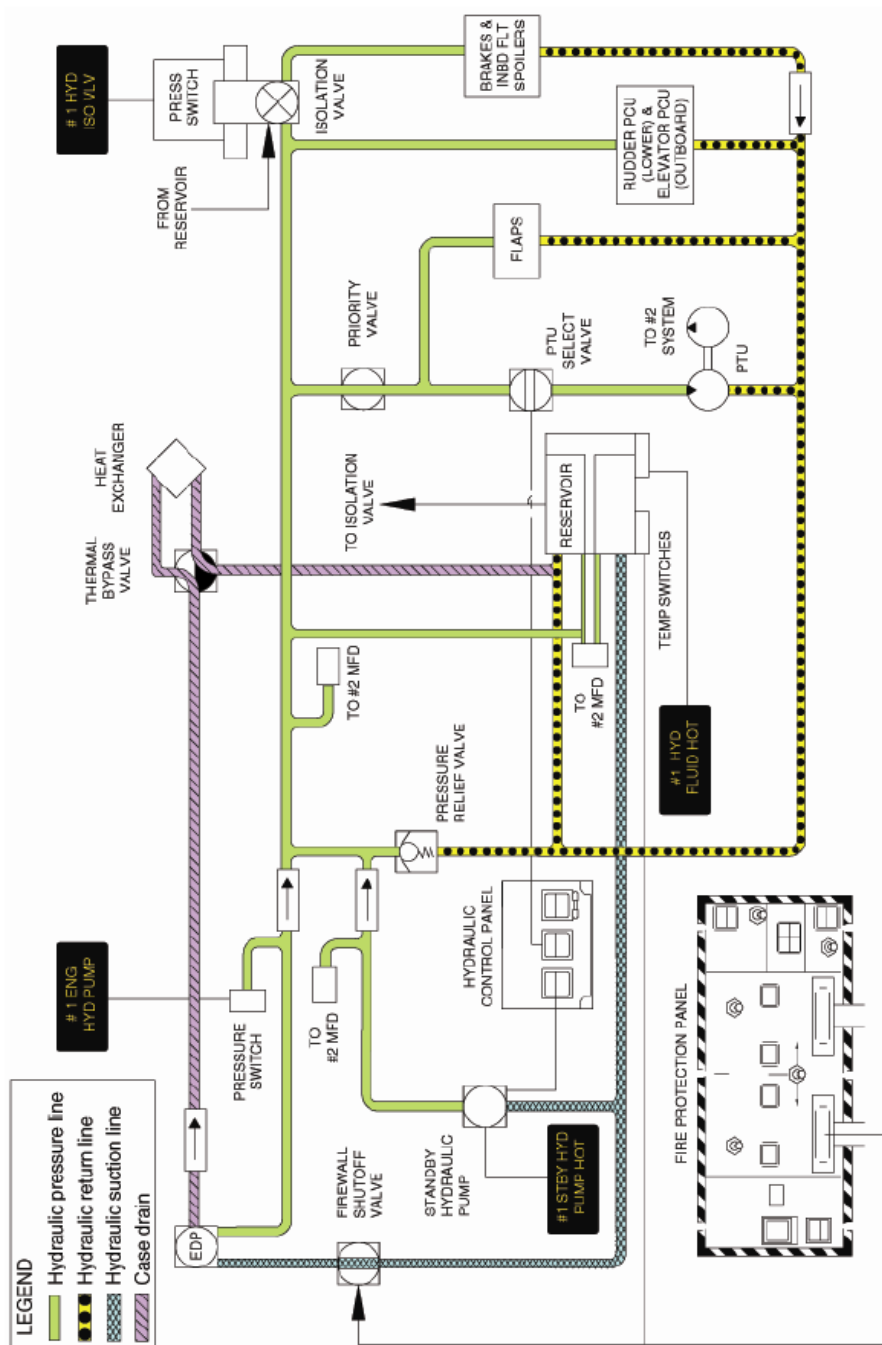 LEGEND
Hydraulic pressure line
Hydraulic return line
Hydraulic suction line
Case drain
# 1 ENG
HYD PUMP
# 1 HYD
ISO VLV
PRESS
SWITCH
FROM
RESERVOIR
ISOLATION
VALVE
BRAKES &
INBD FLT
SPOILERS
RUDDER PCU
(LOWER) &
ELEVATOR PCU
(OUTBOARD)
FLAPS
PRIORITY
VALVE
PTU
SELECT
VALVE
TO #2
SYSTEM
PTU
HEAT
EXCHANGER
THERMAL
BYPASS
VALVE
TO ISOLATION
VALVE
RESERVOIR
TEMP SWITCHES
TO #2 MFD
TO
#2 MFD
#1 HYD
FLUID HOT
PRESSURE
RELIEF VALVE
EDP
PRESSURE
SWITCH
TO
#2 MFD
FIREWALL
SHUTOFF
VALVE
STANDBY
HYDRAULIC
PUMP
#1 STBY HYD
PUMP HOT
HYDRAULIC
CONTROL PANEL
FIRE PROTECTION PANEL